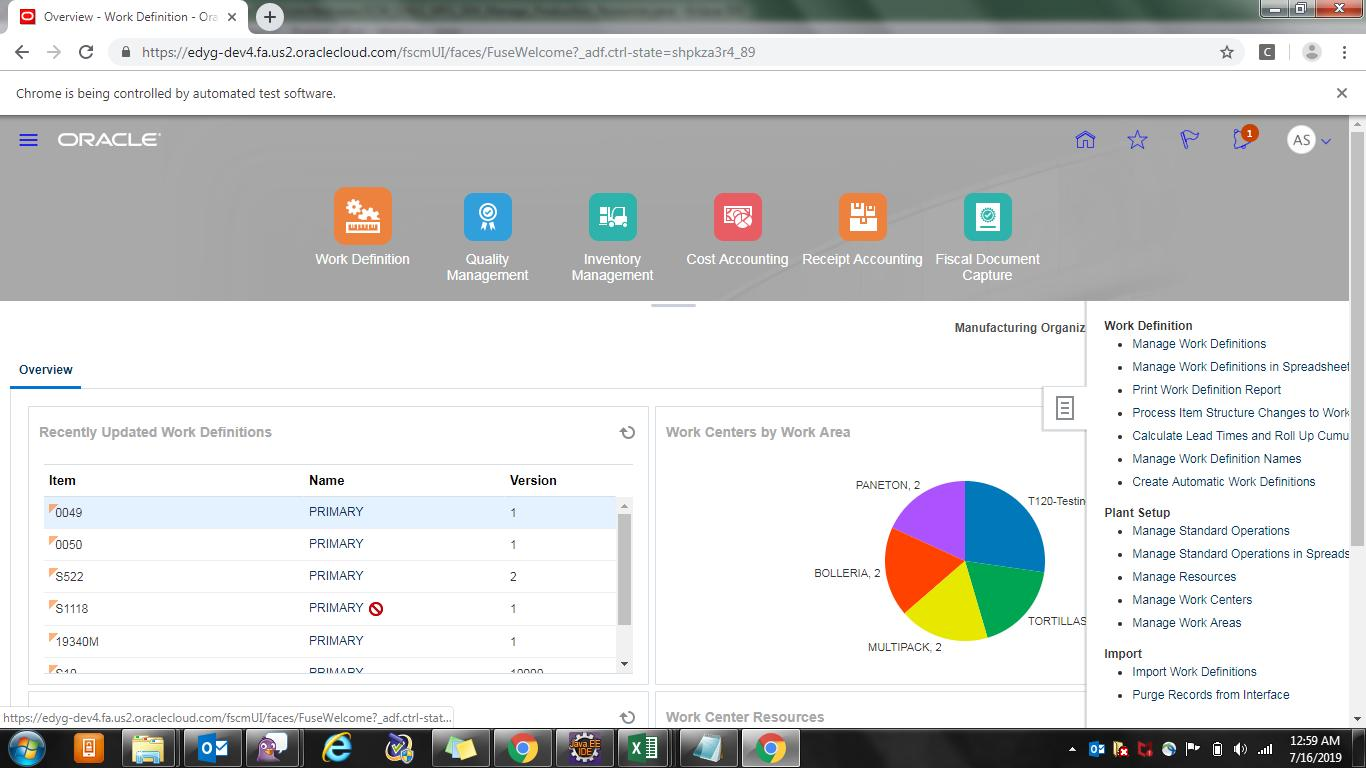 Overview - Work Definition - Ora
https://edyg-dev4.fa.us2.oraclecloud.com/fscmUI/faces/FuseWelcome?_adf.ctrl-state=shpkza3r4_89
C
Chrome is being controlled by automated test software.
ORACLE
1
AS
Work Definition
Quality Management
Inventory Management
Cost Accounting
Receipt Accounting
Fiscal Document Capture
Manufacturing Organiz
Overview
Recently Updated Work Definitions
Item Name Version
0049 PRIMARY 1
0050 PRIMARY 1
S522 PRIMARY 2
S1118 PRIMARY 1
19340M PRIMARY 1
S19 PRIMARY 10000
Work Centers by Work Area
PANETON, 2
T120-Testin
BOLLERIA, 2
TORTILLAS
MULTIPACK, 2
Work Center Resources
Work Definition
Manage Work Definitions
Manage Work Definitions in Spreadsheet
Print Work Definition Report
Process Item Structure Changes to Work
Calculate Lead Times and Roll Up Cumu
Manage Work Definition Names
Create Automatic Work Definitions
Plant Setup
Manage Standard Operations
Manage Standard Operations in Spreads
Manage Resources
Manage Work Centers
Manage Work Areas
Import
Import Work Definitions
Purge Records from Interface
https://edyg-dev4.fa.us2.oraclecloud.com/fscmUI/faces/FuseWelcome?_adf.ctrl-stat...
Java EE
IDE
12:59 AM
7/16/2019